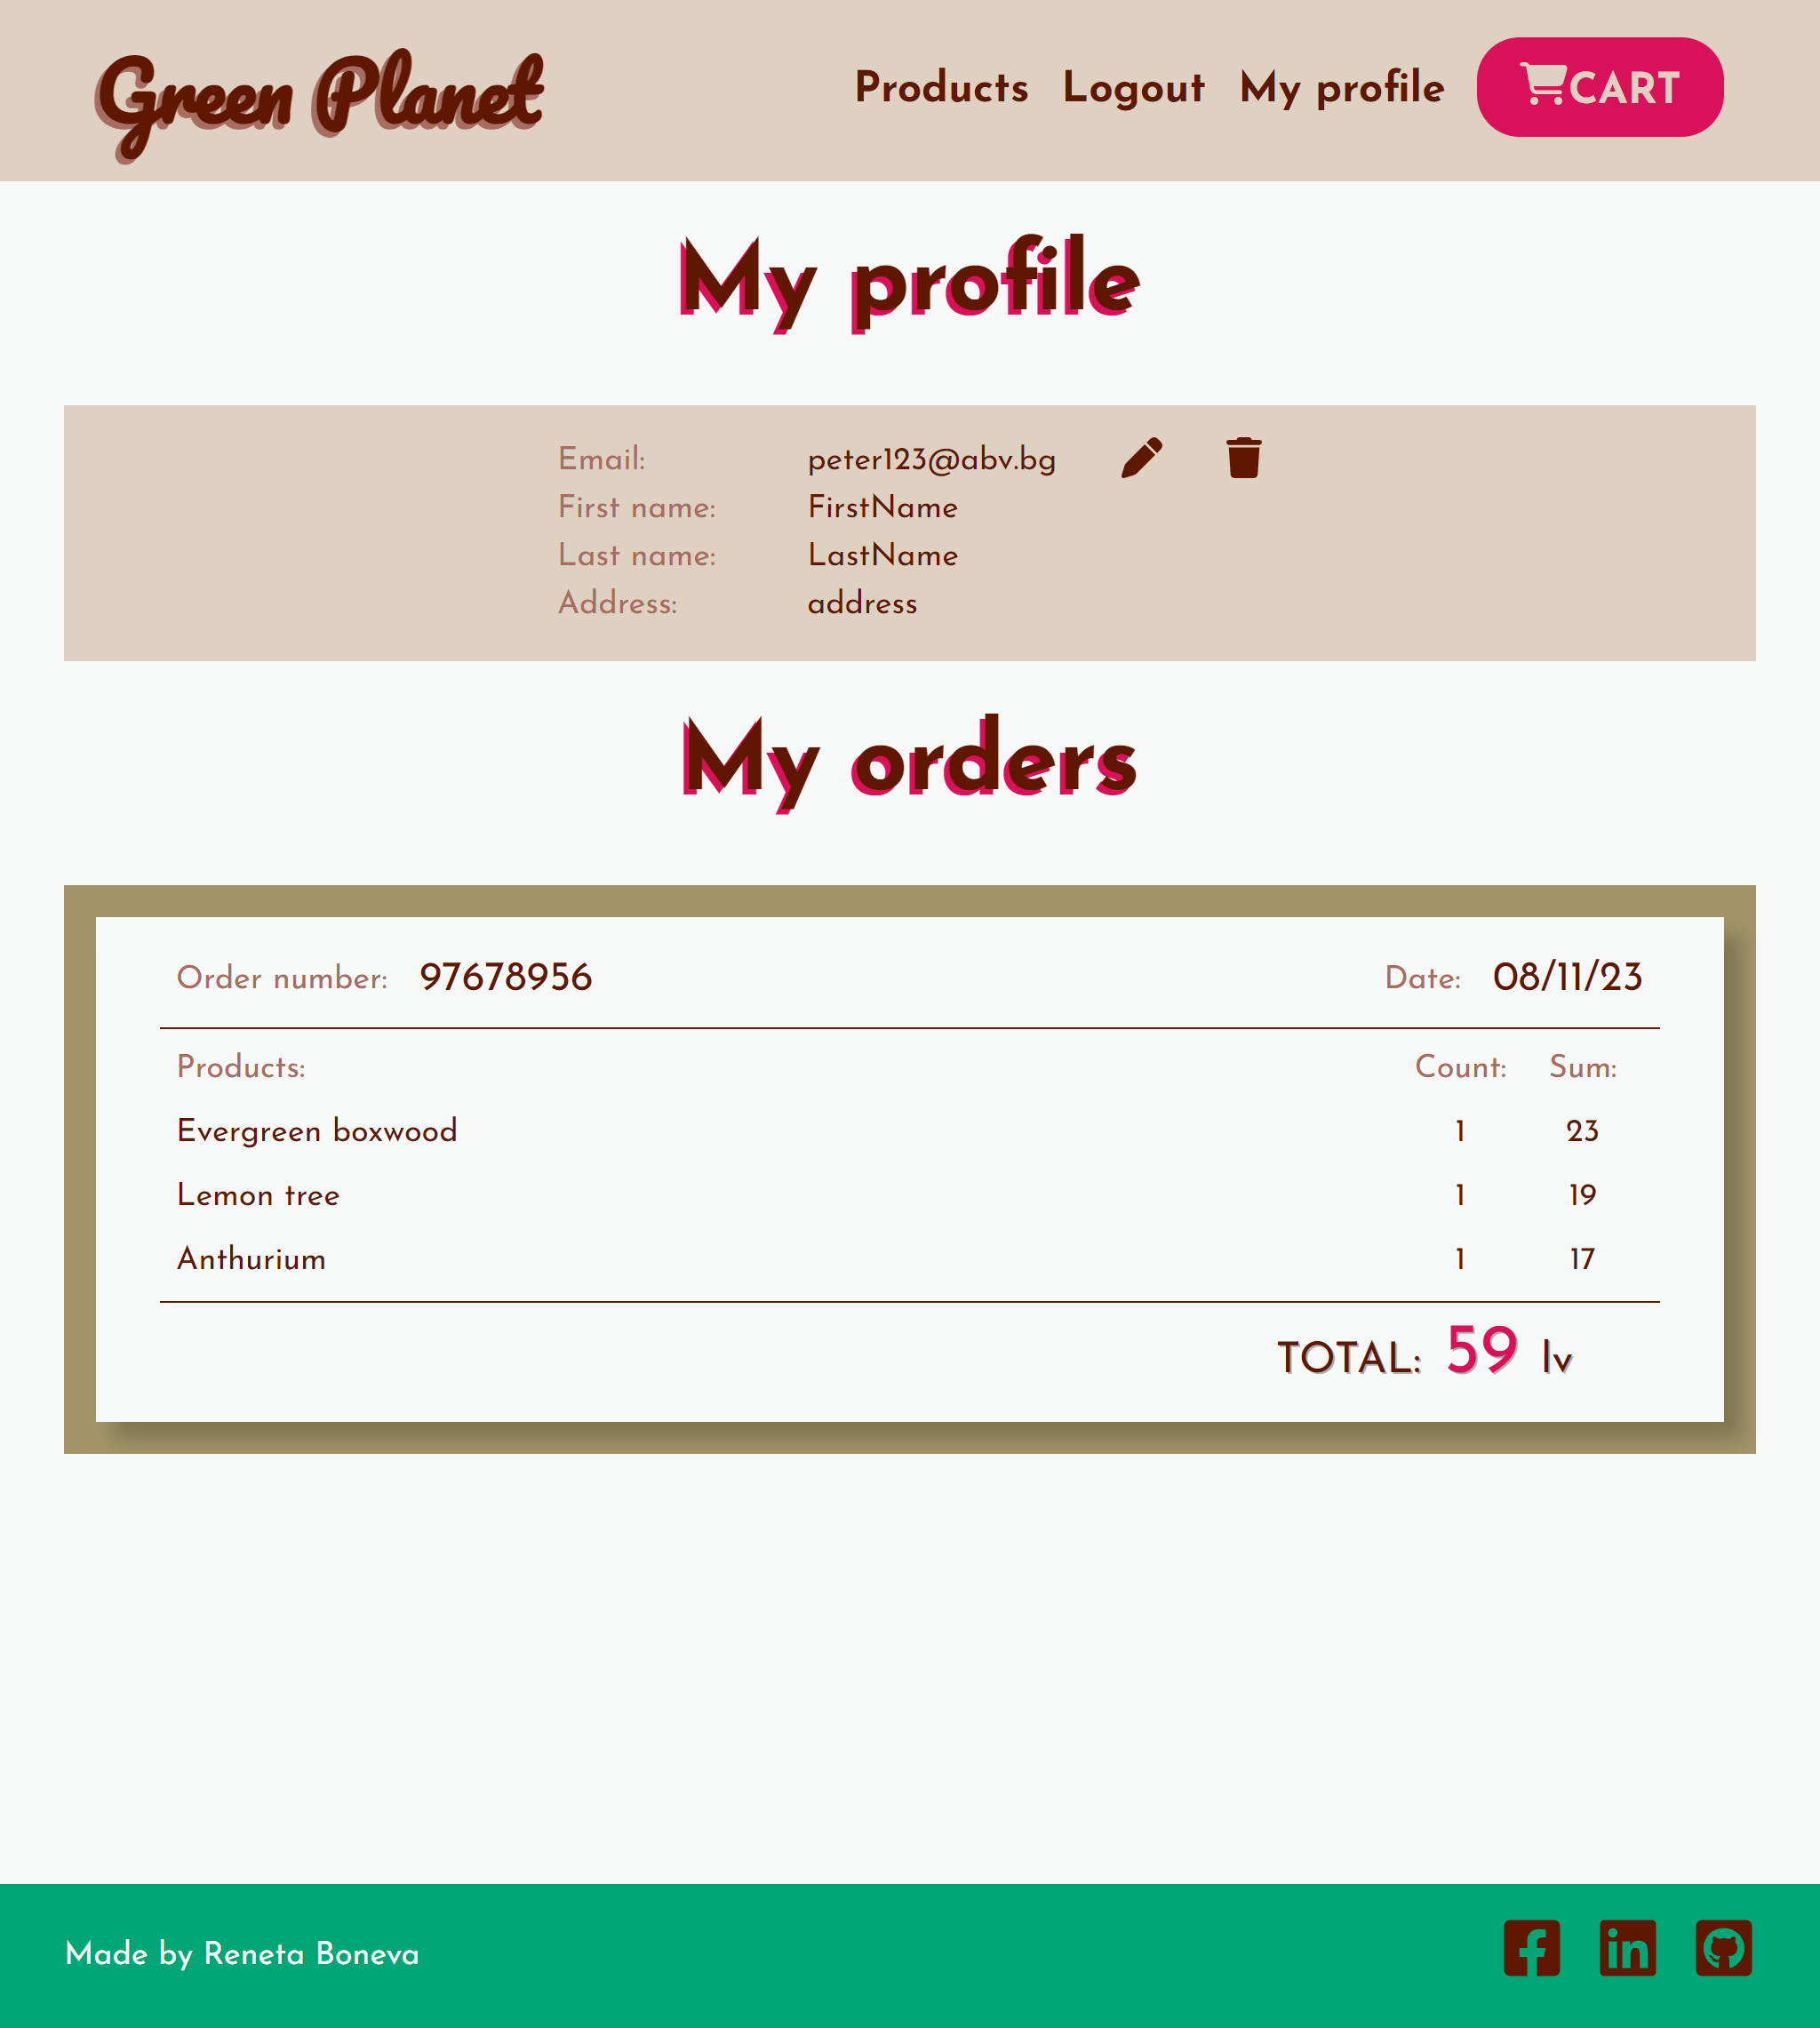 Green Planet
Products Logout My profile CART
My profile
Email: peter123@abv.bg
First name: FirstName
Last name: LastName
Address: address
My orders
Order number: 97678956 Date: 08/11/23
Products: Count: Sum:
Evergreen boxwood 1 23
Lemon tree 1 19
Anthurium 1 17
TOTAL: 59 lv
Made by Reneta Boneva